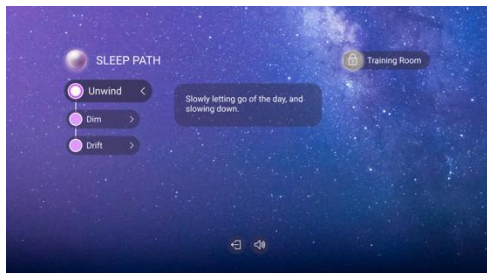 SLEEP PATH
Training Room
Unwind
Slowly letting go of the day, and
slowing down.
Dim
Drift